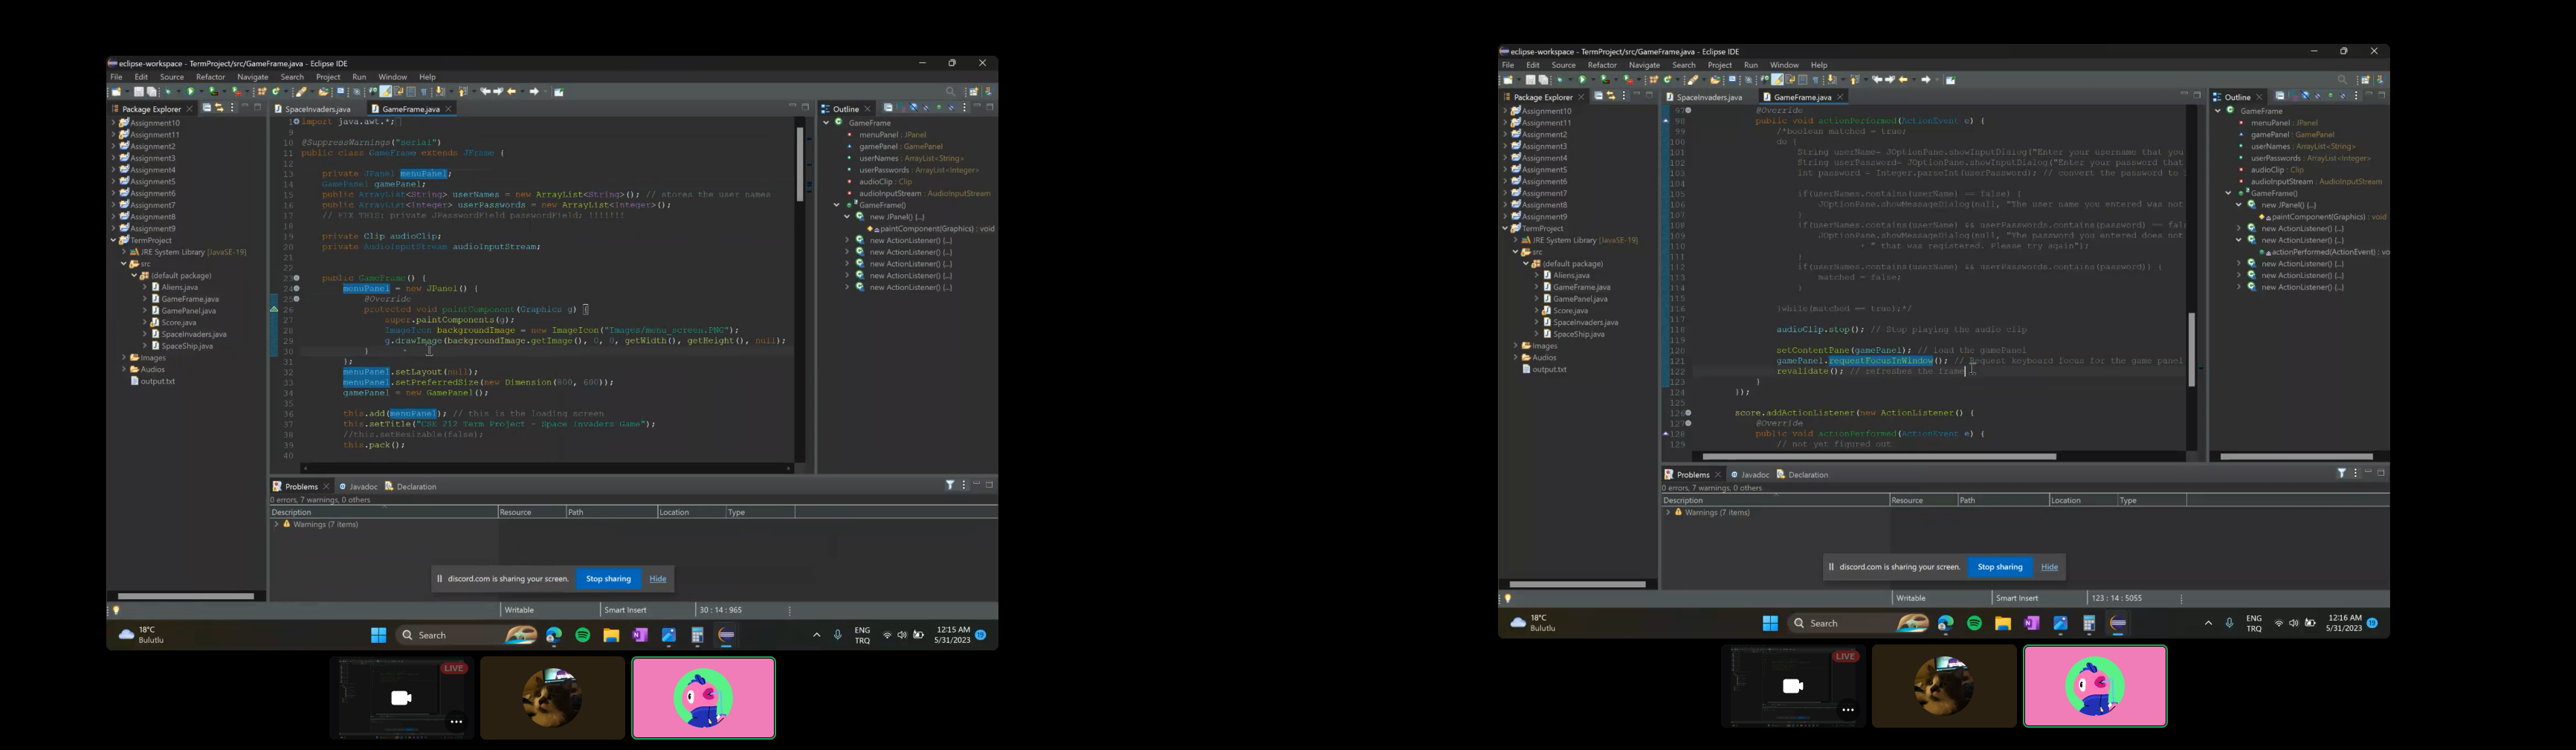 eclipse-workspace - TermProject/src/GameFrame.java - Eclipse IDE
File Edit Source Refactor Navigate Search Project Run Window Help
Package Explorer
Assignment10
Assignment11
Assignment2
Assignment3
Assignment4
Assignment5
Assignment6
Assignment7
Assignment8
Assignment9
TermProject
JRE System Library [JavaSE-19]
src
(default package)
Aliens.java
GameFrame.java
GamePanel.java
Score.java
SpaceInvaders.java
SpaceShip.java
Images
Audios
output.txt
SpaceInvaders.java GameFrame.java
1 import java.awt.*;
9
10 @SuppressWarnings("serial")
11 public class GameFrame extends JFrame {
12
13 private JPanel menuPanel;
14 GamePanel gamePanel;
15 public ArrayList<String> userNames = new ArrayList<String>(); // stores the user names
16 public ArrayList<Integer> userPasswords = new ArrayList<Integer>();
17 // FIX THIS: private JPasswordField passwordField; !!!!!!!
18
19 private Clip audioClip;
20 private AudioInputStream audioInputStream;
21
22
23 public GameFrame() {
24 menuPanel = new JPanel() {
25 @Override
26 protected void paintComponent(Graphics g) {
27 super.paintComponents(g);
28 ImageIcon backgroundImage = new ImageIcon("Images/menu_screen.PNG");
29 g.drawImage(backgroundImage.getImage(), 0, 0, getWidth(), getHeight(), null);
30 }
31 };
32 menuPanel.setLayout(null);
33 menuPanel.setPreferredSize(new Dimension(800, 600));
34 gamePanel = new GamePanel();
35
36 this.add(menuPanel); // this is the loading screen
37 this.setTitle("CSE 212 Term Project - Space Invaders Game");
38 //this.setResizable(false);
39 this.pack();
40
Outline
GameFrame
menuPanel : JPanel
gamePanel : GamePanel
userNames : ArrayList<String>
userPasswords : ArrayList<Integer>
audioClip : Clip
audioInputStream : AudioInputStream
GameFrame()
new JPanel() {...}
paintComponent(Graphics) : void
new ActionListener() {...}
new ActionListener() {...}
new ActionListener() {...}
new ActionListener() {...}
new ActionListener() {...}
Problems Javadoc Declaration
0 errors, 7 warnings, 0 others
Description Resource Path Location Type
Warnings (7 items)
discord.com is sharing your screen. Stop sharing Hide
Writable Smart Insert 30 : 14 : 965
18°C
Bulutlu
Search
ENG
TRQ
12:15 AM
5/31/2023
19
LIVE
eclipse-workspace - TermProject/src/GameFrame.java - Eclipse IDE
File Edit Source Refactor Navigate Search Project Run Window Help
Package Explorer
Assignment10
Assignment11
Assignment2
Assignment3
Assignment4
Assignment5
Assignment6
Assignment7
Assignment8
Assignment9
TermProject
JRE System Library [JavaSE-19]
src
(default package)
Aliens.java
GameFrame.java
GamePanel.java
Score.java
SpaceInvaders.java
SpaceShip.java
Images
Audios
output.txt
SpaceInvaders.java GameFrame.java
97 @Override
98 public void actionPerformed(ActionEvent e) {
99 /*boolean matched = true;
100 do {
101 String userName= JOptionPane.showInputDialog("Enter your username that you
102 String userPassword= JOptionPane.showInputDialog("Enter your password that
103 int password = Integer.parseInt(userPassword); // convert the password to
104
105 if(userNames.contains(userName) == false) {
106 JOptionPane.showMessageDialog(null, "The user name you entered was not
107 }
108 if(userNames.contains(userName) && userPasswords.contains(password) == fal
109 JOptionPane.showMessageDialog(null, "The password you entered does not
110 + " that was registered. Please try again");
111 }
112 if(userNames.contains(userName) && userPasswords.contains(password)) {
113 matched = false;
114 }
115
116 }while(matched == true);*/
117
118 audioClip.stop(); // Stop playing the audio clip
119
120 setContentPane(gamePanel); // load the gamePanel
121 gamePanel.requestFocusInWindow(); // Request keyboard focus for the game panel
122 revalidate(); // refreshes the frame
123 }
124 });
125
126 score.addActionListener(new ActionListener() {
127 @Override
128 public void actionPerformed(ActionEvent e) {
129 // not yet figured out
Outline
GameFrame
menuPanel : JPanel
gamePanel : GamePanel
userNames : ArrayList<String>
userPasswords : ArrayList<Integer>
audioClip : Clip
audioInputStream : AudioInputStream
GameFrame()
new JPanel() {...}
paintComponent(Graphics) : void
new ActionListener() {...}
new ActionListener() {...}
actionPerformed(ActionEvent) : vo
new ActionListener() {...}
new ActionListener() {...}
new ActionListener() {...}
Problems Javadoc Declaration
0 errors, 7 warnings, 0 others
Description Resource Path Location Type
Warnings (7 items)
discord.com is sharing your screen. Stop sharing Hide
Writable Smart Insert 123 : 14 : 5055
18°C
Bulutlu
Search
ENG
TRQ
12:16 AM
5/31/2023
19
LIVE